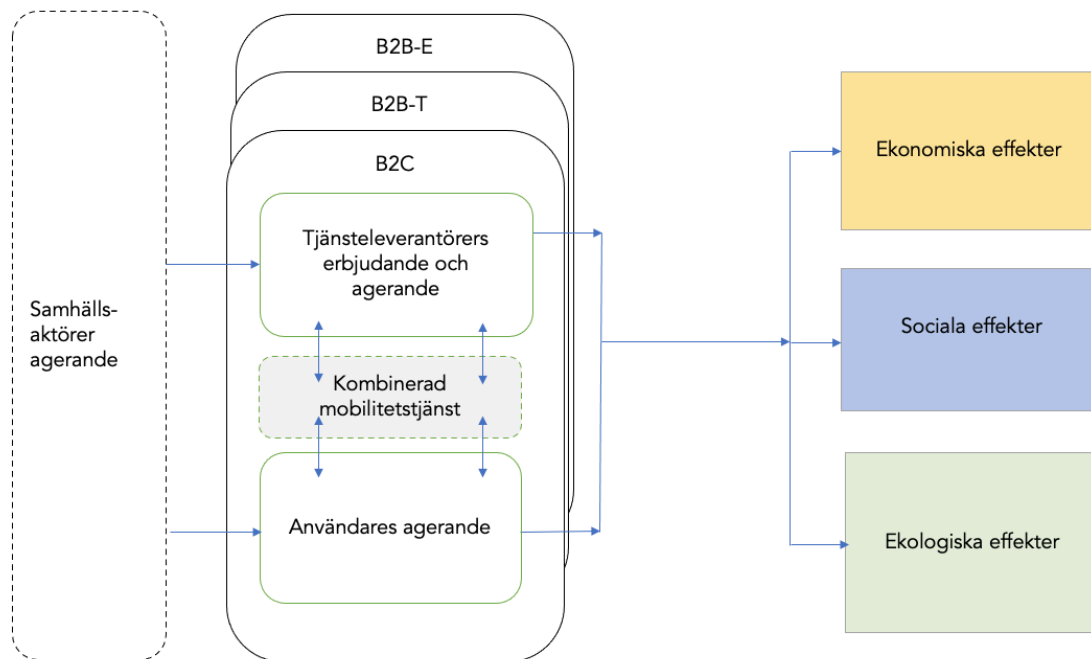 B2B-E
B2B-T
B2C
Tjänsteleverantörers
erbjudande och
agerande
Samhälls-
aktörer
agerande
Kombinerad
mobilitetstjänst
Användares agerande
Ekonomiska effekter
Sociala effekter
Ekologiska effekter